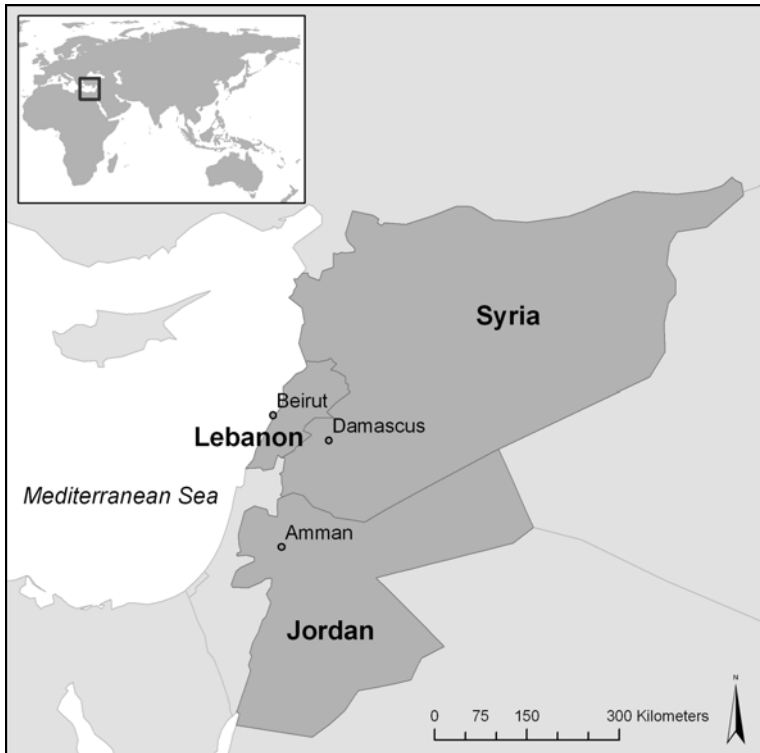 Syria
Beirut
Lebanon
Damascus
Mediterranean Sea
Amman
Jordan
N
0 75 150 300 Kilometers